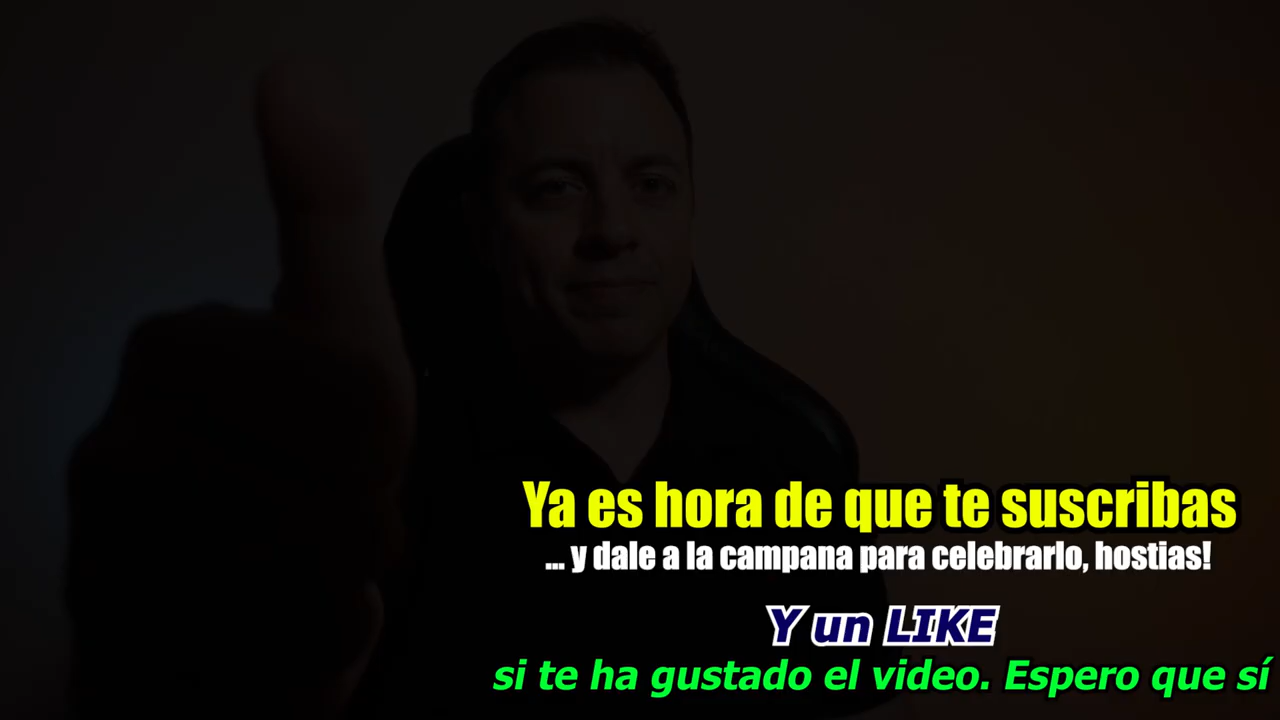 Ya es hora de que te suscribas
... y dale a la campana para celebrarlo, hostias!
Y un LIKE
si te ha gustado el video. Espero que sí